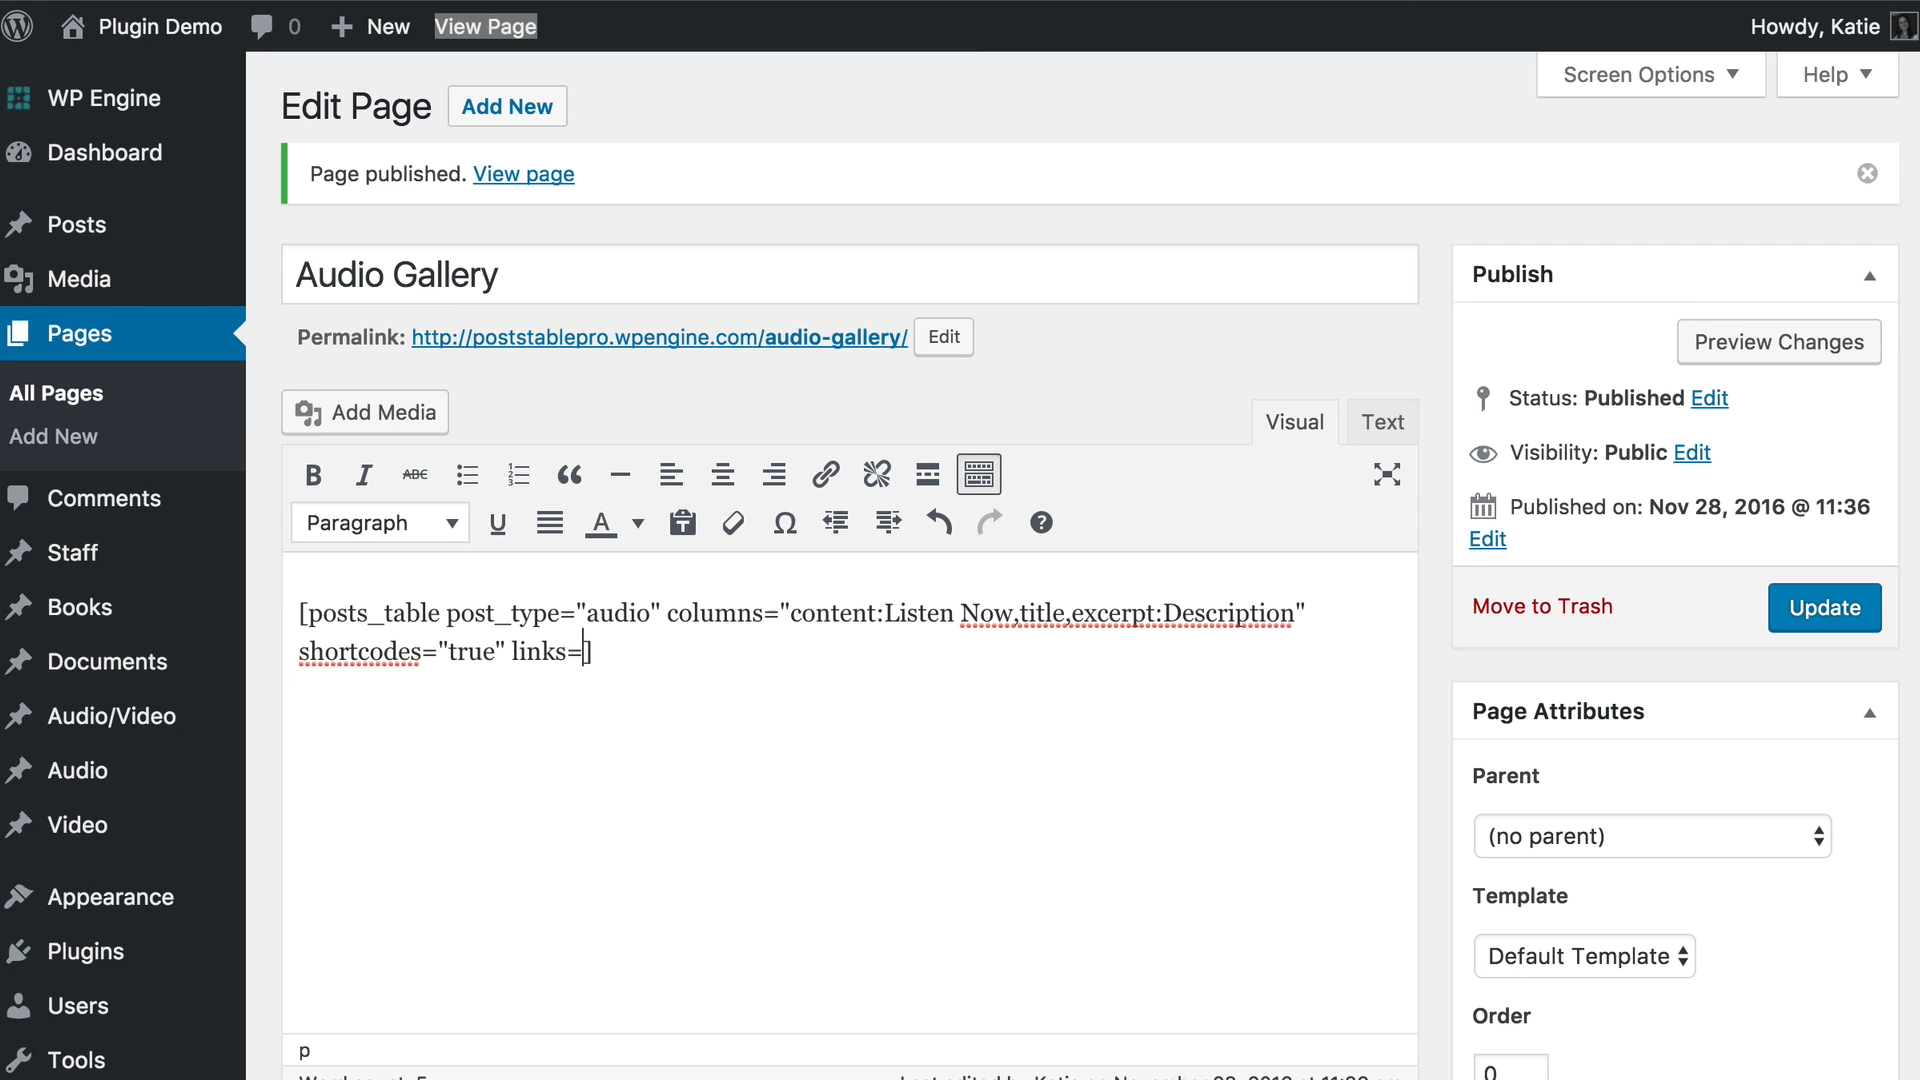 Plugin Demo 0 New View Page Howdy, Katie
WP Engine
Dashboard
Posts
Media
Pages
All Pages
Add New
Comments
Staff
Books
Documents
Audio/Video
Audio
Video
Appearance
Plugins
Users
Tools
Screen Options Help
Edit Page Add New
Page published. View page
Audio Gallery
Permalink: http://poststablepro.wpengine.com/audio-gallery/ Edit
Add Media
Visual Text
B I ABC
Paragraph U A
[posts_table post_type="audio" columns="content:Listen Now,title,excerpt:Description"
shortcodes="true" links=]
p
Publish
Preview Changes
Status: Published Edit
Visibility: Public Edit
Published on: Nov 28, 2016 @ 11:36
Edit
Move to Trash Update
Page Attributes
Parent
(no parent)
Template
Default Template
Order
0